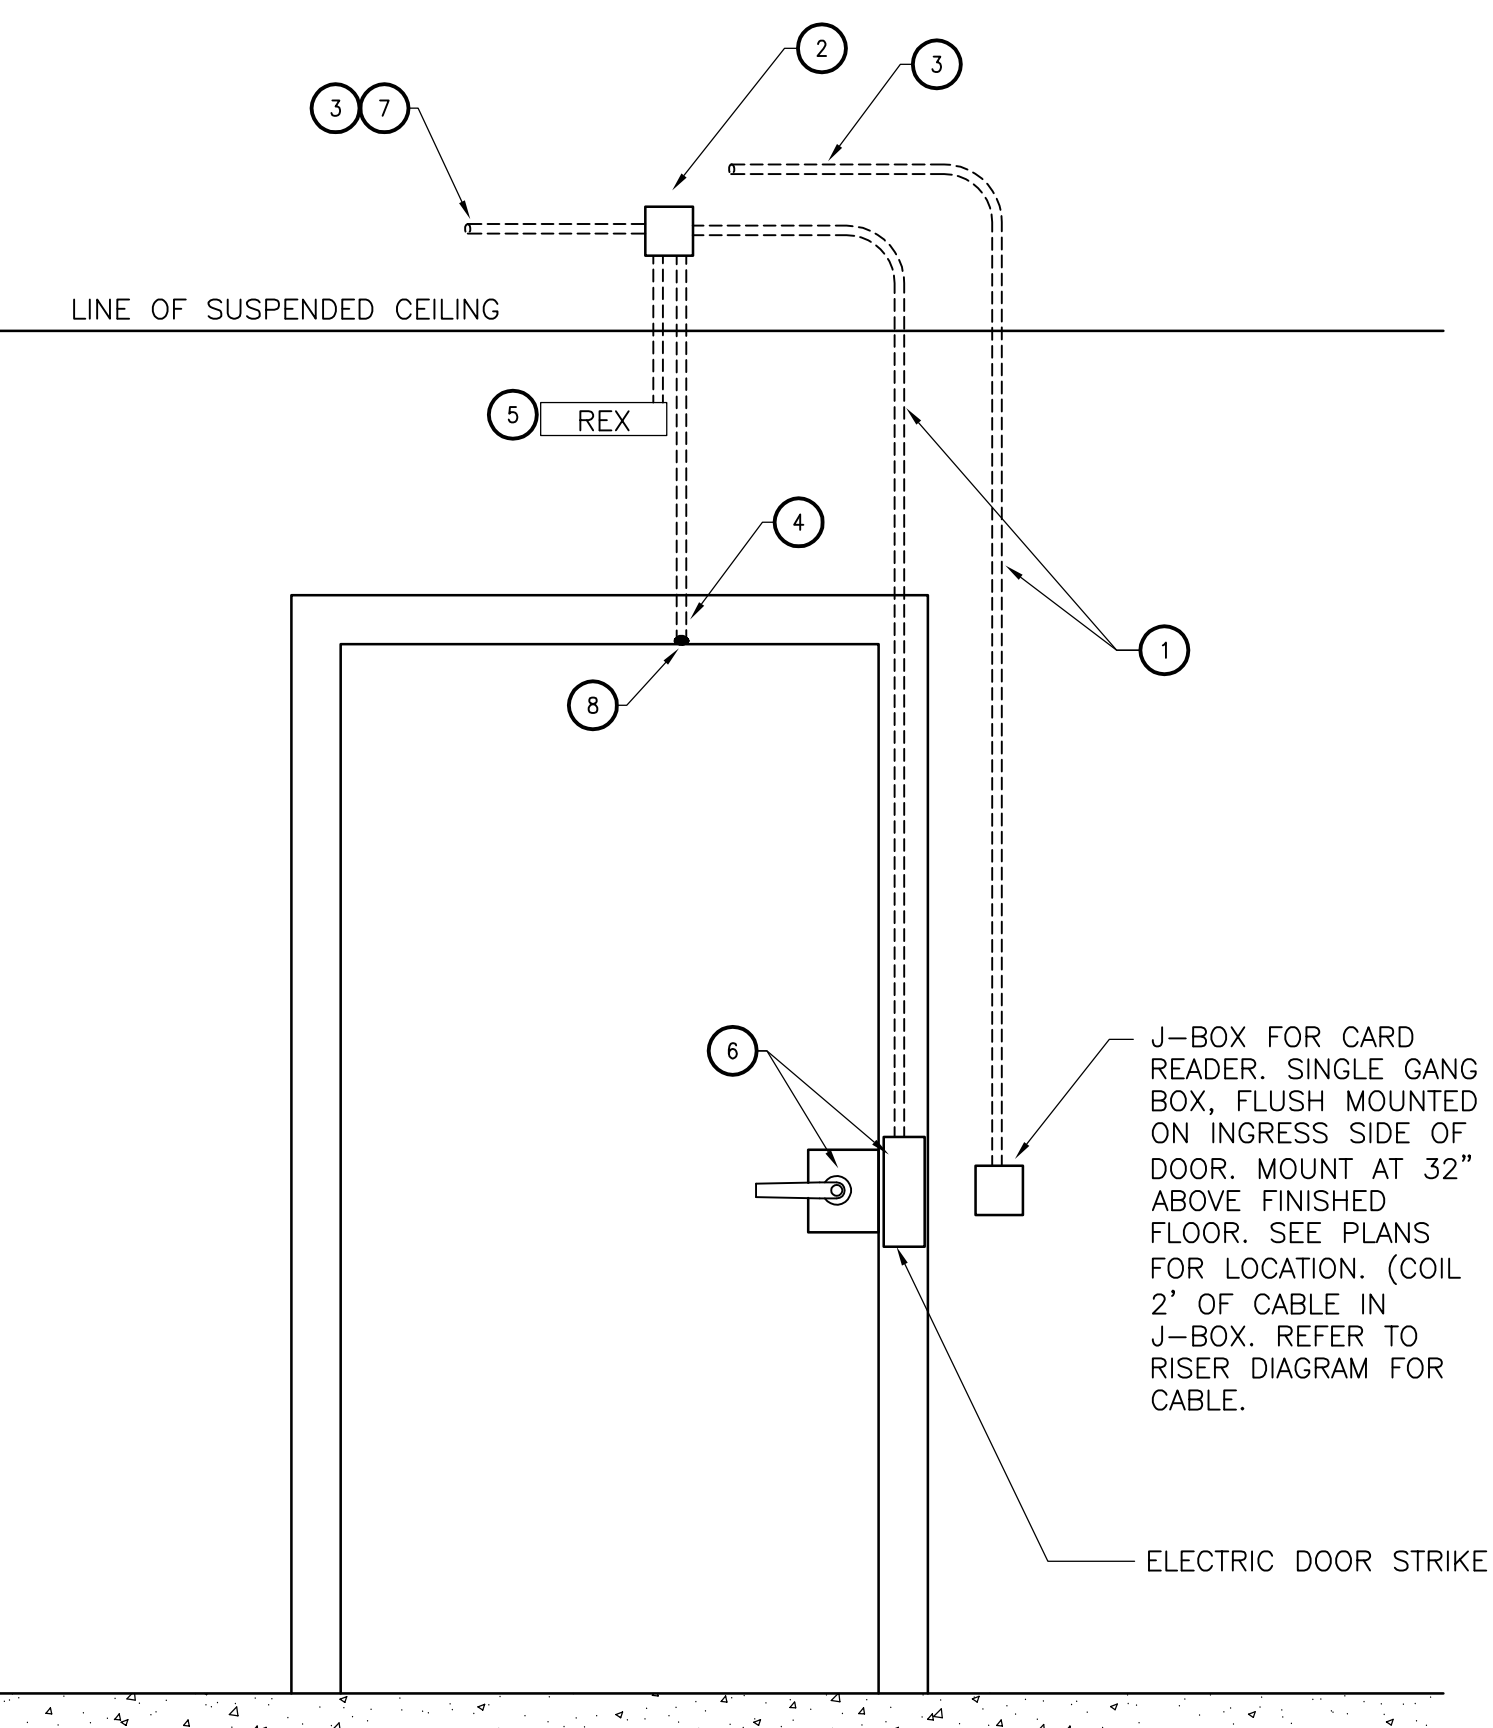 2
3
3 7
LINE OF SUSPENDED CEILING
5 REX
4
1
8
6
J-BOX FOR CARD
READER. SINGLE GANG
BOX, FLUSH MOUNTED
ON INGRESS SIDE OF
DOOR. MOUNT AT 32”
ABOVE FINISHED
FLOOR. SEE PLANS
FOR LOCATION. (COIL
2’ OF CABLE IN
J-BOX. REFER TO
RISER DIAGRAM FOR
CABLE.
ELECTRIC DOOR STRIKE